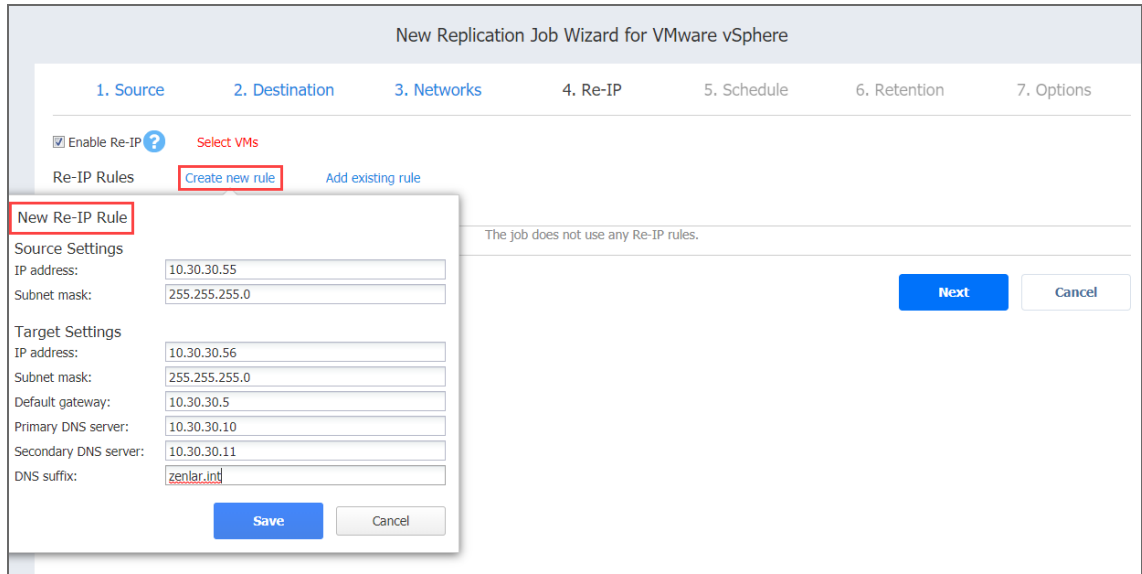 New Replication Job Wizard for VMware vSphere
1. Source 2. Destination 3. Networks 4. Re-IP 5. Schedule 6. Retention 7. Options
Enable Re-IP ? Select VMs
Re-IP Rules Create new rule Add existing rule
The job does not use any Re-IP rules.
Next Cancel
New Re-IP Rule
Source Settings
IP address: 10.30.30.55
Subnet mask: 255.255.255.0
Target Settings
IP address: 10.30.30.56
Subnet mask: 255.255.255.0
Default gateway: 10.30.30.5
Primary DNS server: 10.30.30.10
Secondary DNS server: 10.30.30.11
DNS suffix: zenlar.int
Save Cancel